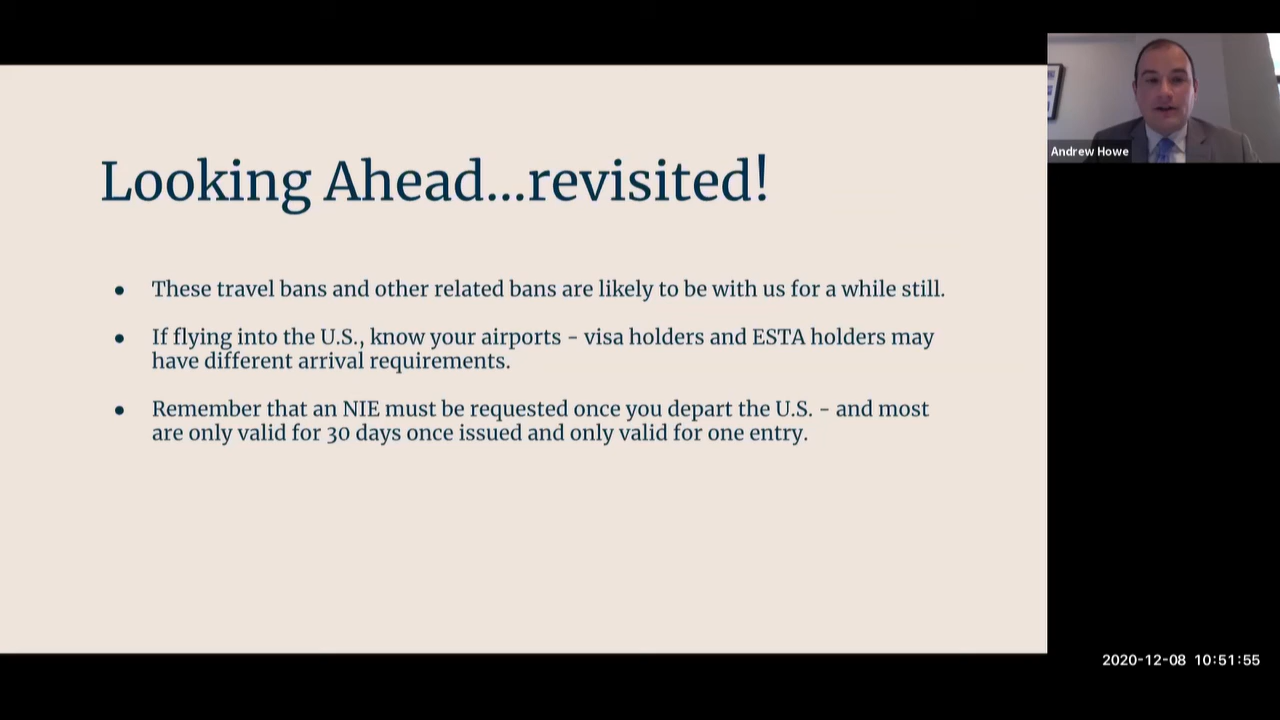 Looking Ahead...revisited!
● These travel bans and other related bans are likely to be with us for a while still.
● If flying into the U.S., know your airports - visa holders and ESTA holders may
have different arrival requirements.
● Remember that an NIE must be requested once you depart the U.S. - and most
are only valid for 30 days once issued and only valid for one entry.
Andrew Howe
2020-12-08 10:51:55